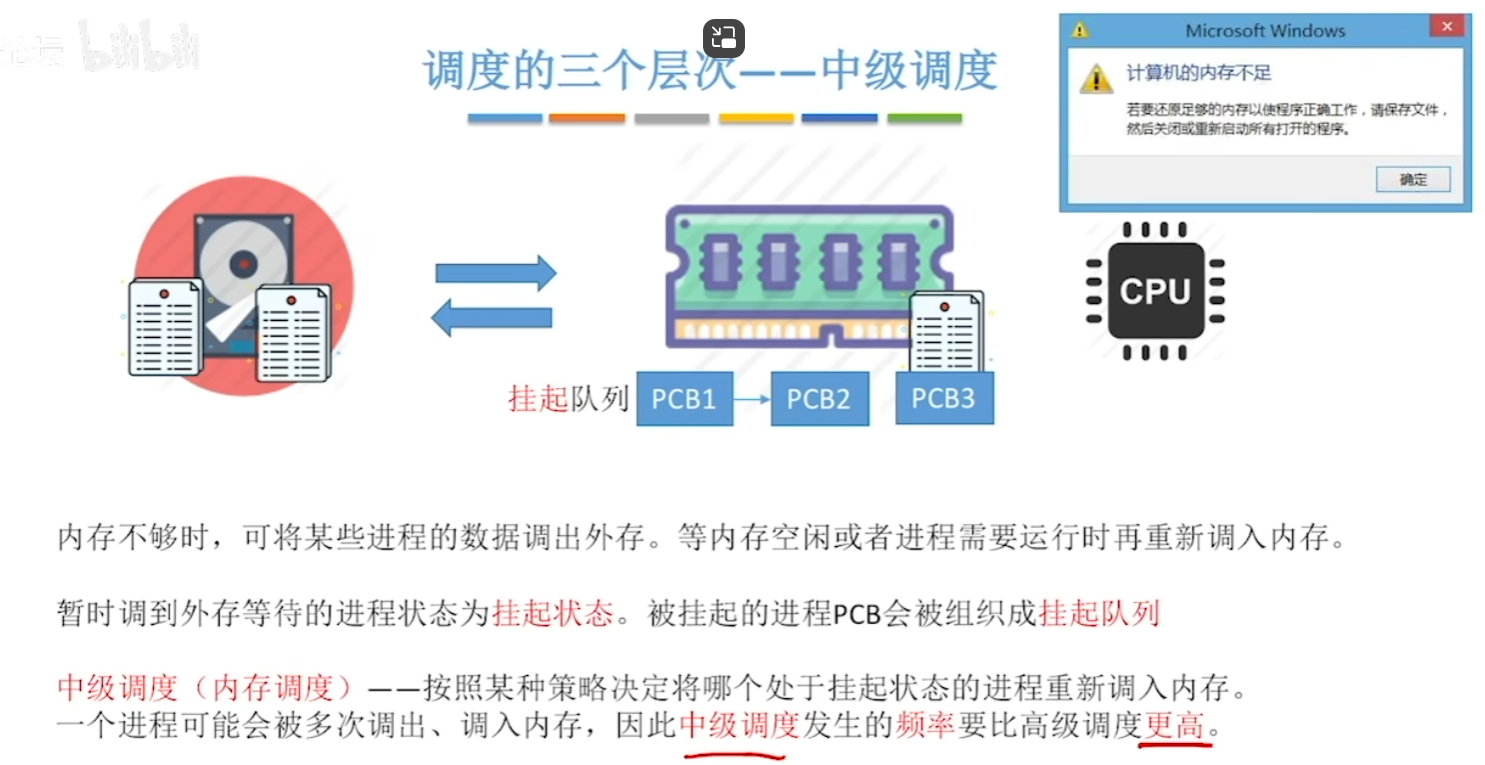 论坛 bilibili
调度的三个层次——中级调度
Microsoft Windows
计算机的内存不足
若要还原足够的内存以使程序正确工作，请保存文件，
然后关闭或重新启动所有打开的程序。
确定
CPU
挂起队列 PCB1 PCB2 PCB3
内存不够时，可将某些进程的数据调出外存。等内存空闲或者进程需要运行时再重新调入内存。
暂时调到外存等待的进程状态为挂起状态。被挂起的进程PCB会被组织成挂起队列
中级调度（内存调度）——按照某种策略决定将哪个处于挂起状态的进程重新调入内存。
一个进程可能会被多次调出、调入内存，因此中级调度发生的频率要比高级调度更高。